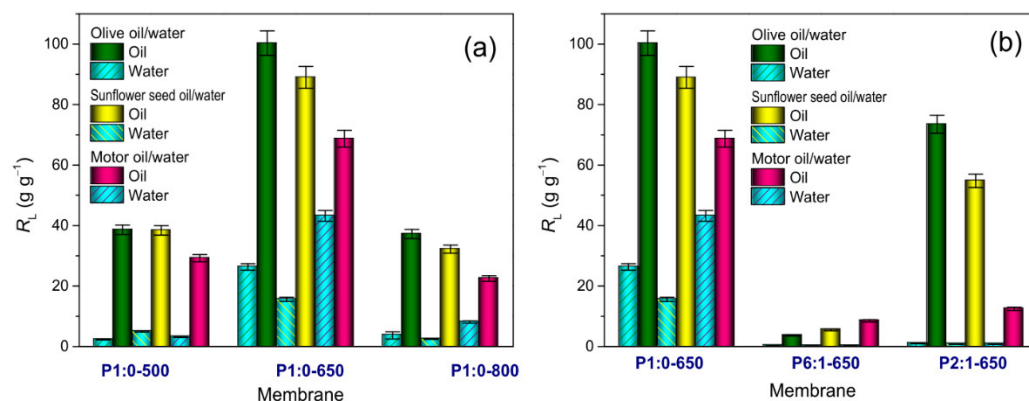 (a)
Olive oil/water
Oil
Water
Sunflower seed oil/water
Oil
Water
Motor oil/water
Oil
Water
R_L (g g⁻¹)
100
80
60
40
20
0
P1:0-500
P1:0-650
P1:0-800
Membrane
(b)
Olive oil/water
Oil
Water
Sunflower seed oil/water
Oil
Water
Motor oil/water
Oil
Water
R_L (g g⁻¹)
100
80
60
40
20
0
P1:0-650
P6:1-650
P2:1-650
Membrane